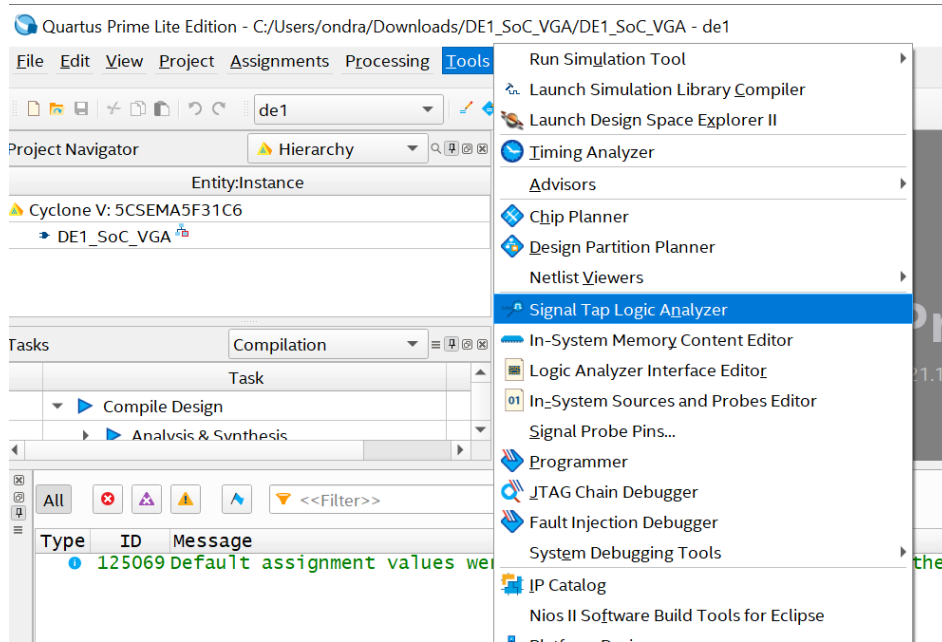 Quartus Prime Lite Edition - C:/Users/ondra/Downloads/DE1_SoC_VGA/DE1_SoC_VGA - de1
File Edit View Project Assignments Processing Tools
de1
Project Navigator
Hierarchy
Entity:Instance
Cyclone V: 5CSEMA5F31C6
DE1_SoC_VGA
Tasks
Compilation
Task
Compile Design
Analysis & Synthesis
All
<<Filter>>
Type ID Message
125069 Default assignment values wer
the
Run Simulation Tool
Launch Simulation Library Compiler
Launch Design Space Explorer II
Timing Analyzer
Advisors
Chip Planner
Design Partition Planner
Netlist Viewers
Signal Tap Logic Analyzer
In-System Memory Content Editor
Logic Analyzer Interface Editor
In-System Sources and Probes Editor
Signal Probe Pins...
Programmer
JTAG Chain Debugger
Fault Injection Debugger
System Debugging Tools
IP Catalog
Nios II Software Build Tools for Eclipse
Pr
21.1